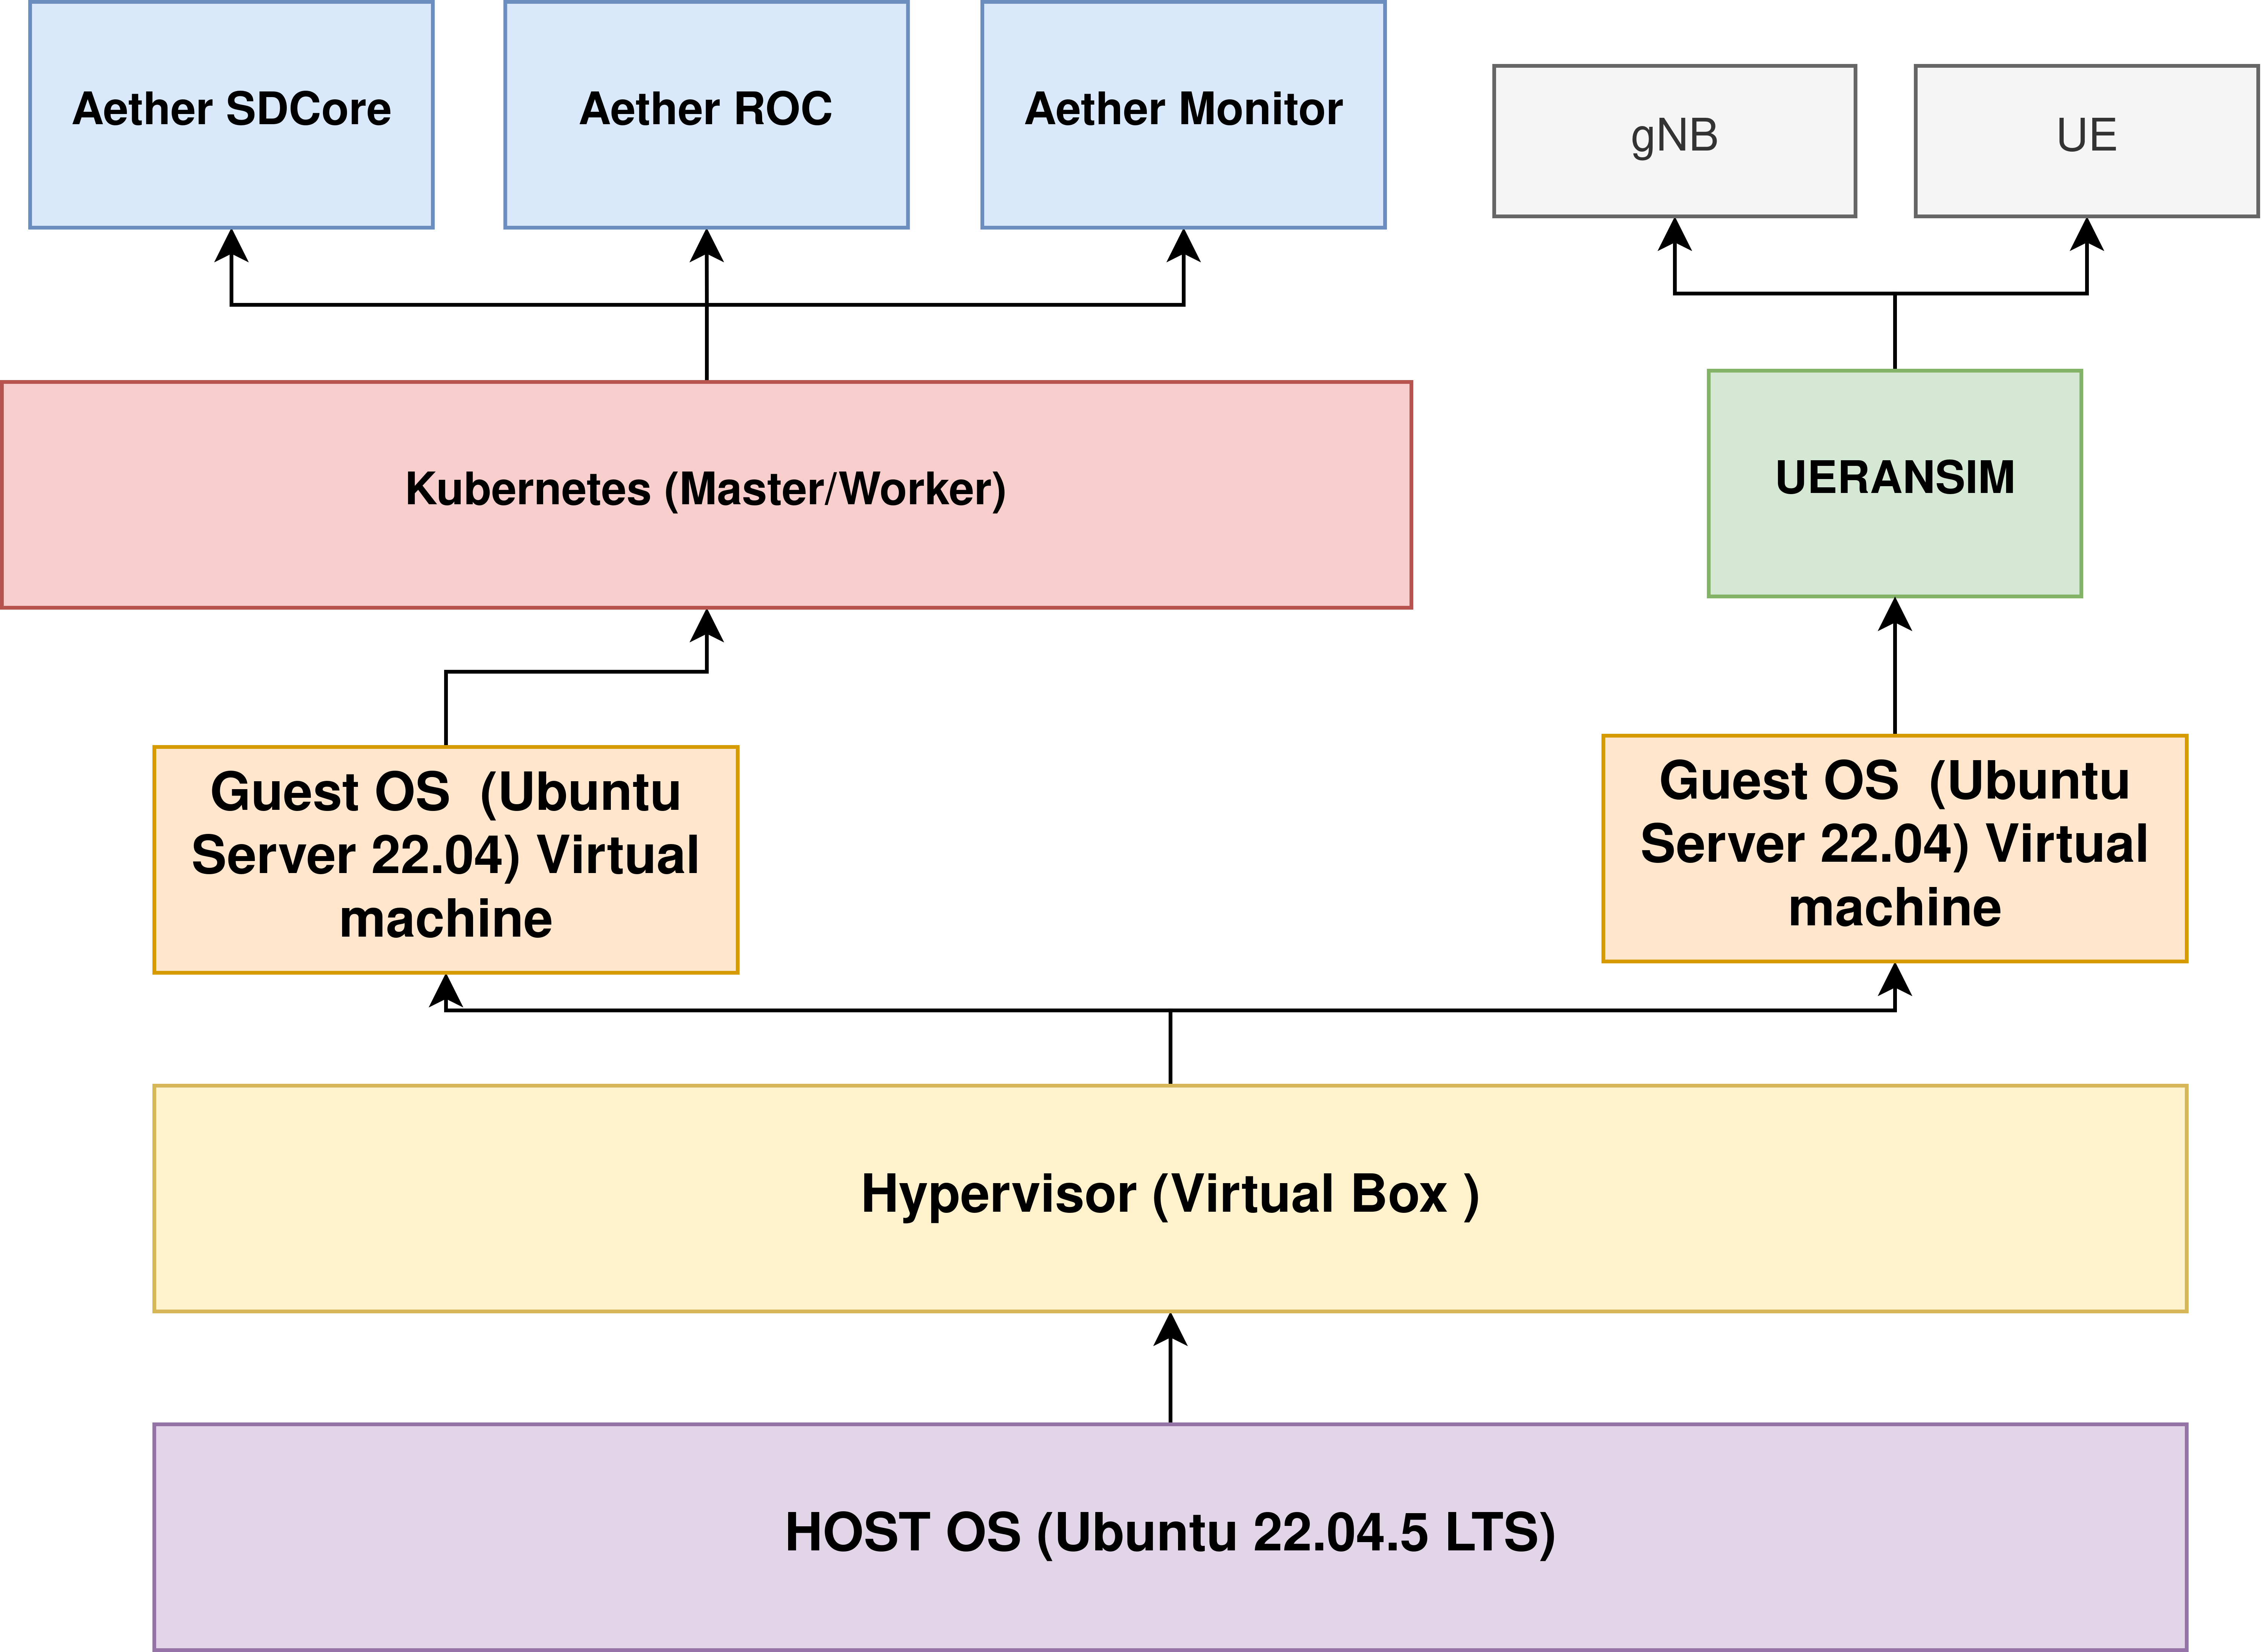 Aether SDCore
Aether ROC
Aether Monitor
gNB
UE
Kubernetes (Master/Worker)
UERANSIM
Guest OS (Ubuntu
Server 22.04) Virtual
machine
Guest OS (Ubuntu
Server 22.04) Virtual
machine
Hypervisor (Virtual Box )
HOST OS (Ubuntu 22.04.5 LTS)